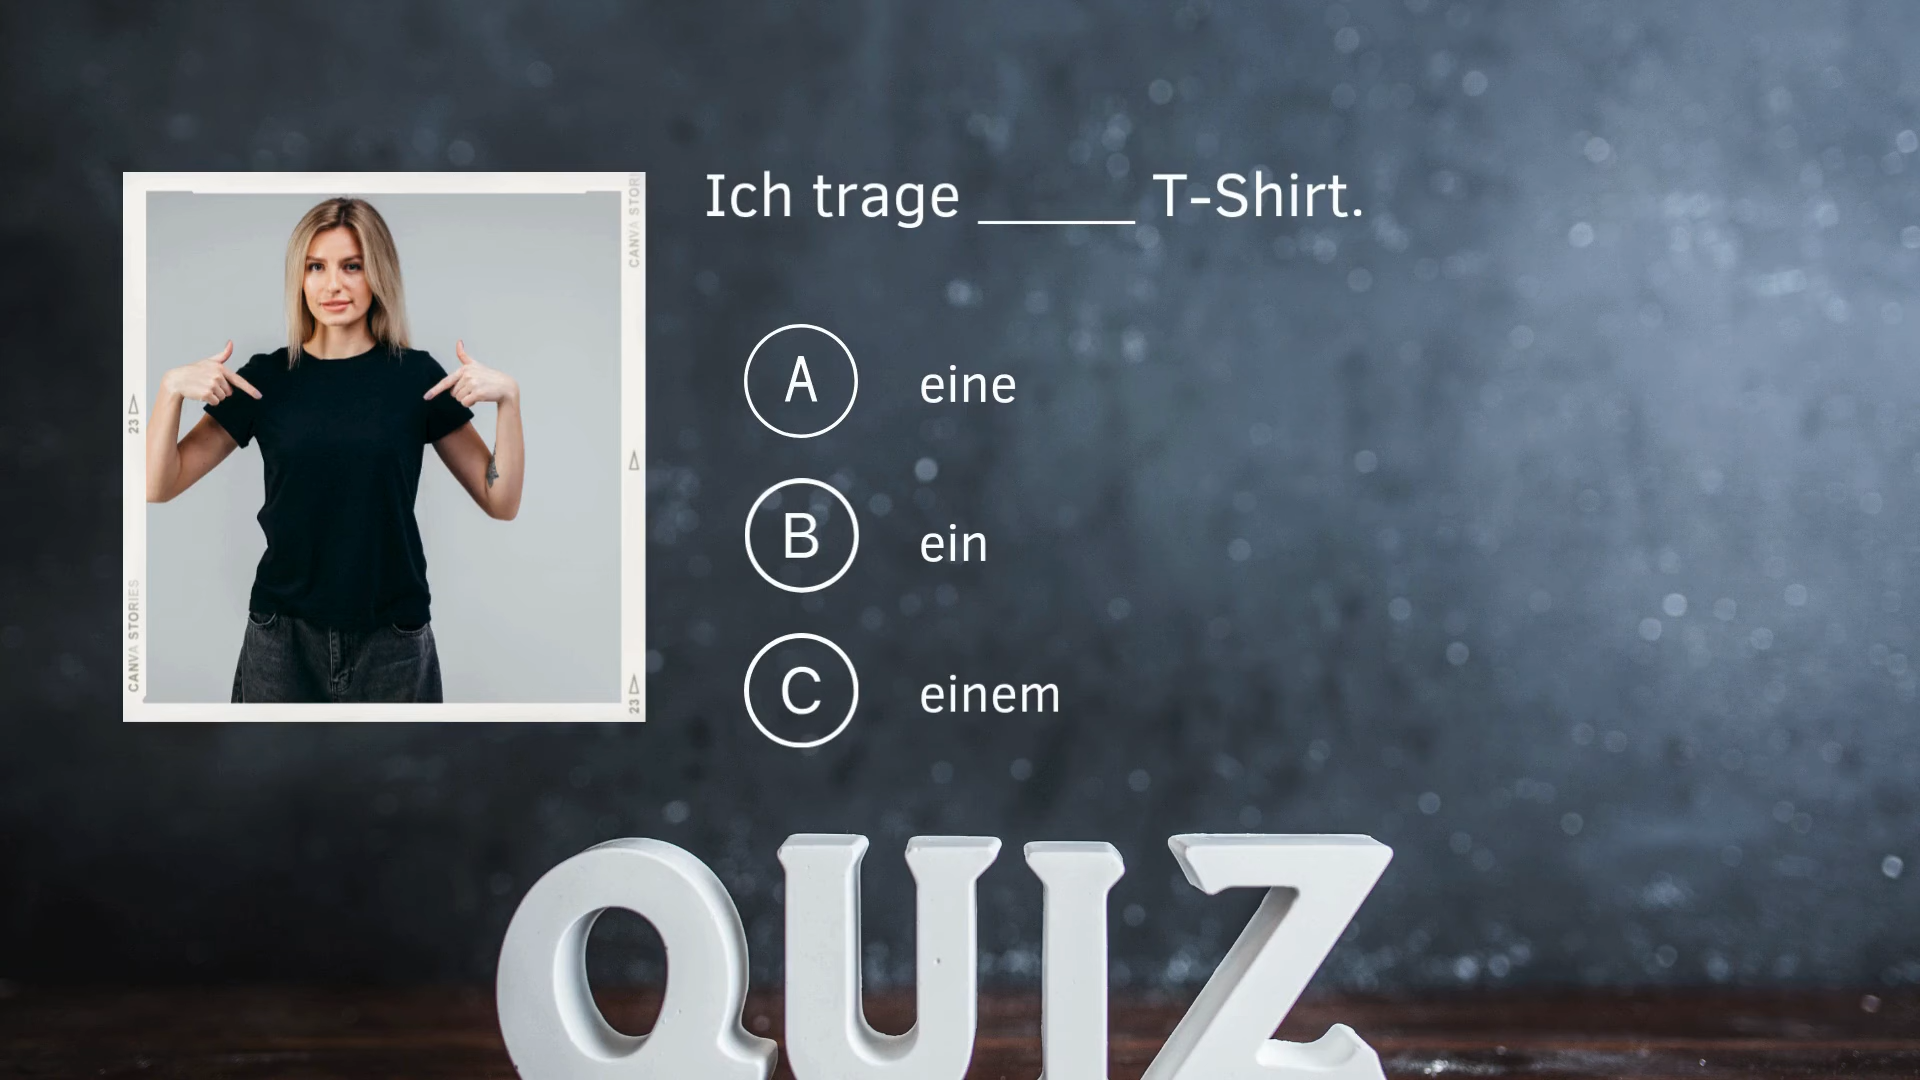 Ich trage _____ T-Shirt.
A eine
B ein
C einem
QUIZ
CANVA STORIES
23
CANVA STORI
23